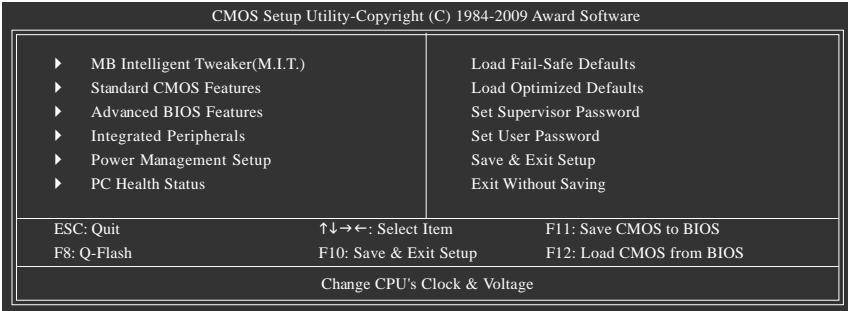 CMOS Setup Utility-Copyright (C) 1984-2009 Award Software
MB Intelligent Tweaker(M.I.T.)
Standard CMOS Features
Advanced BIOS Features
Integrated Peripherals
Power Management Setup
PC Health Status
Load Fail-Safe Defaults
Load Optimized Defaults
Set Supervisor Password
Set User Password
Save & Exit Setup
Exit Without Saving
ESC: Quit ↑↓→←: Select Item F11: Save CMOS to BIOS
F8: Q-Flash F10: Save & Exit Setup F12: Load CMOS from BIOS
Change CPU's Clock & Voltage